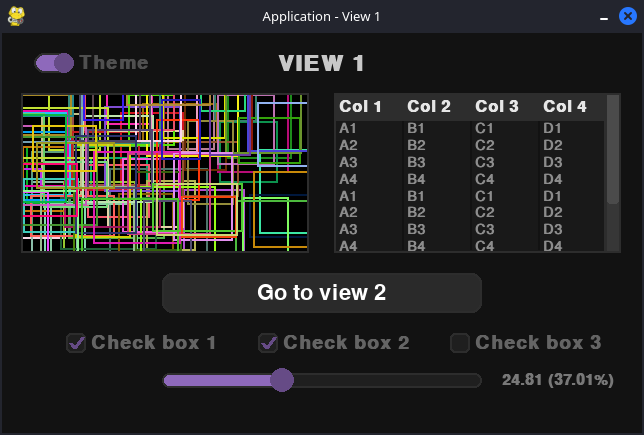 Application - View 1
Theme
VIEW 1
Col 1 Col 2 Col 3 Col 4
A1 B1 C1 D1
A2 B2 C2 D2
A3 B3 C3 D3
A4 B4 C4 D4
A1 B1 C1 D1
A2 B2 C2 D2
A3 B3 C3 D3
A4 B4 C4 D4
Go to view 2
Check box 1 Check box 2 Check box 3
24.81 (37.01%)